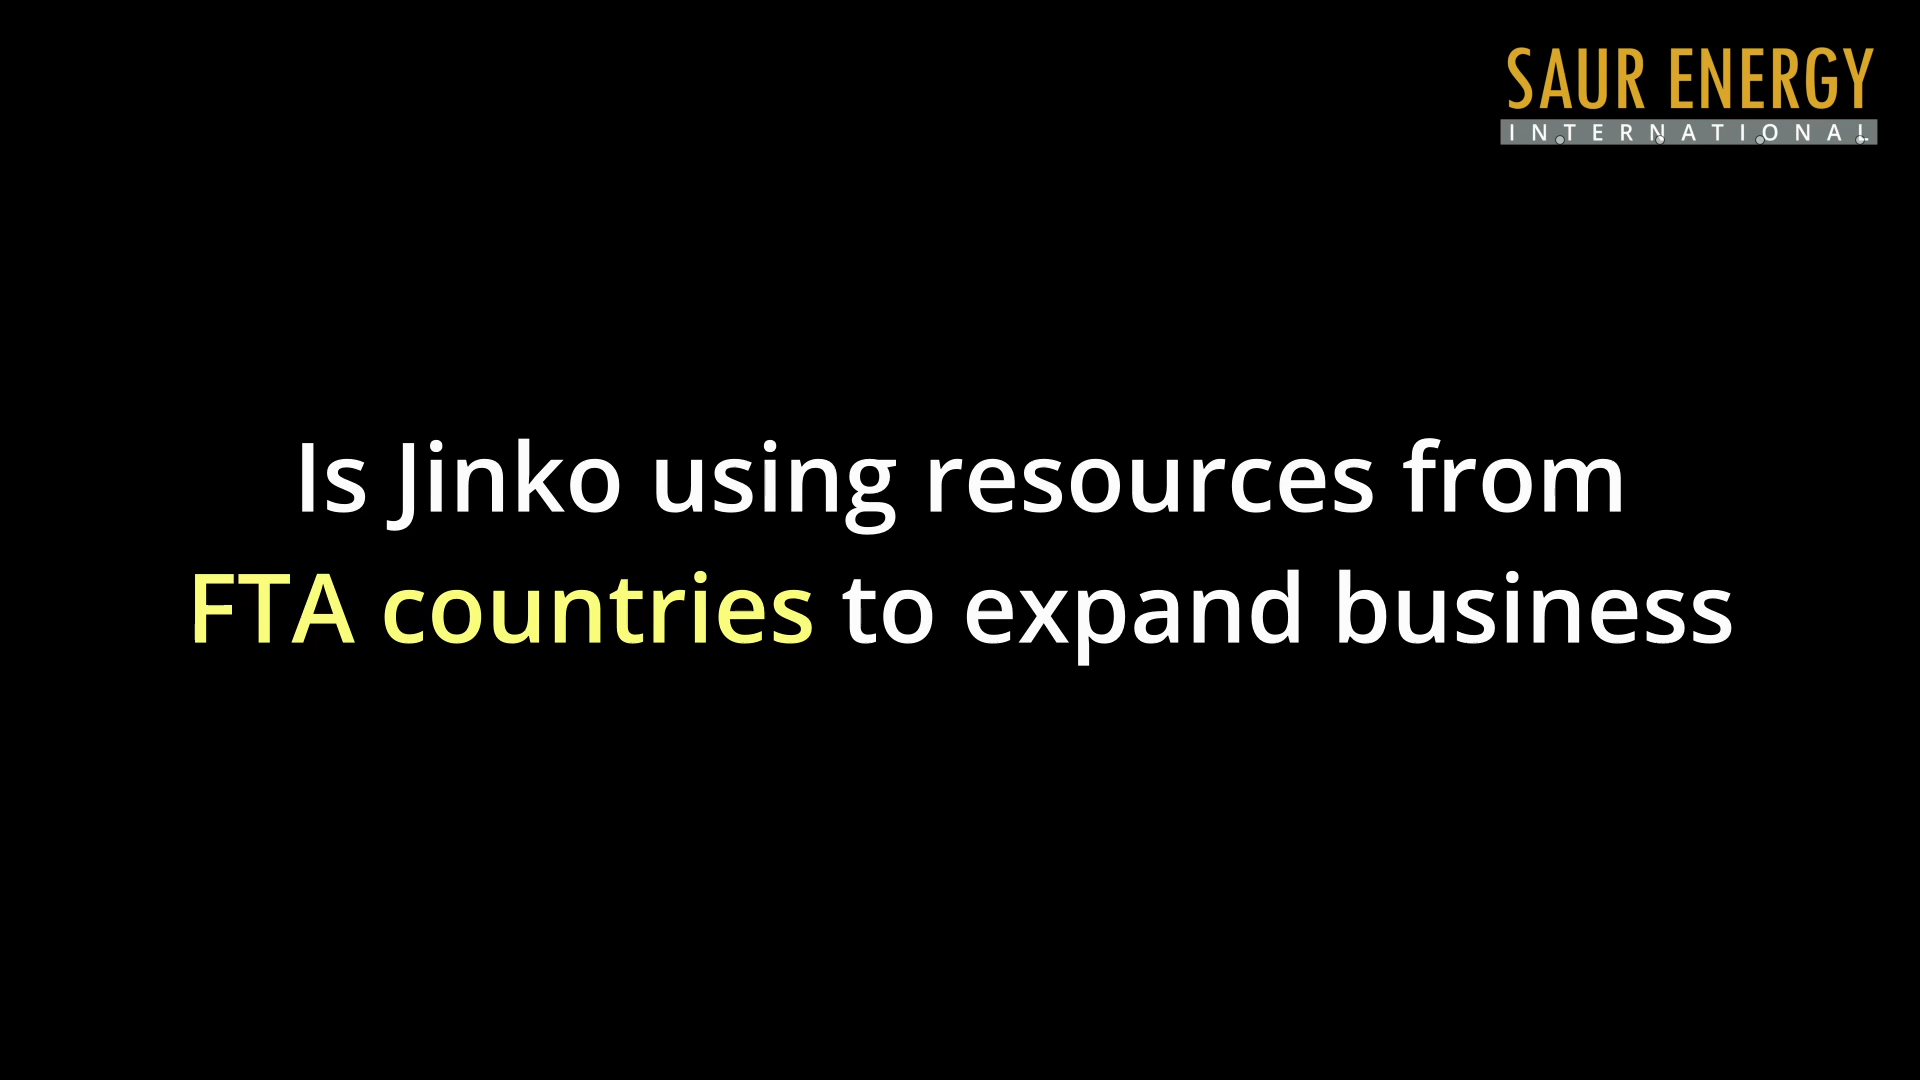 SAUR ENERGY
INTERNATIONAL
Is Jinko using resources from
FTA countries to expand business